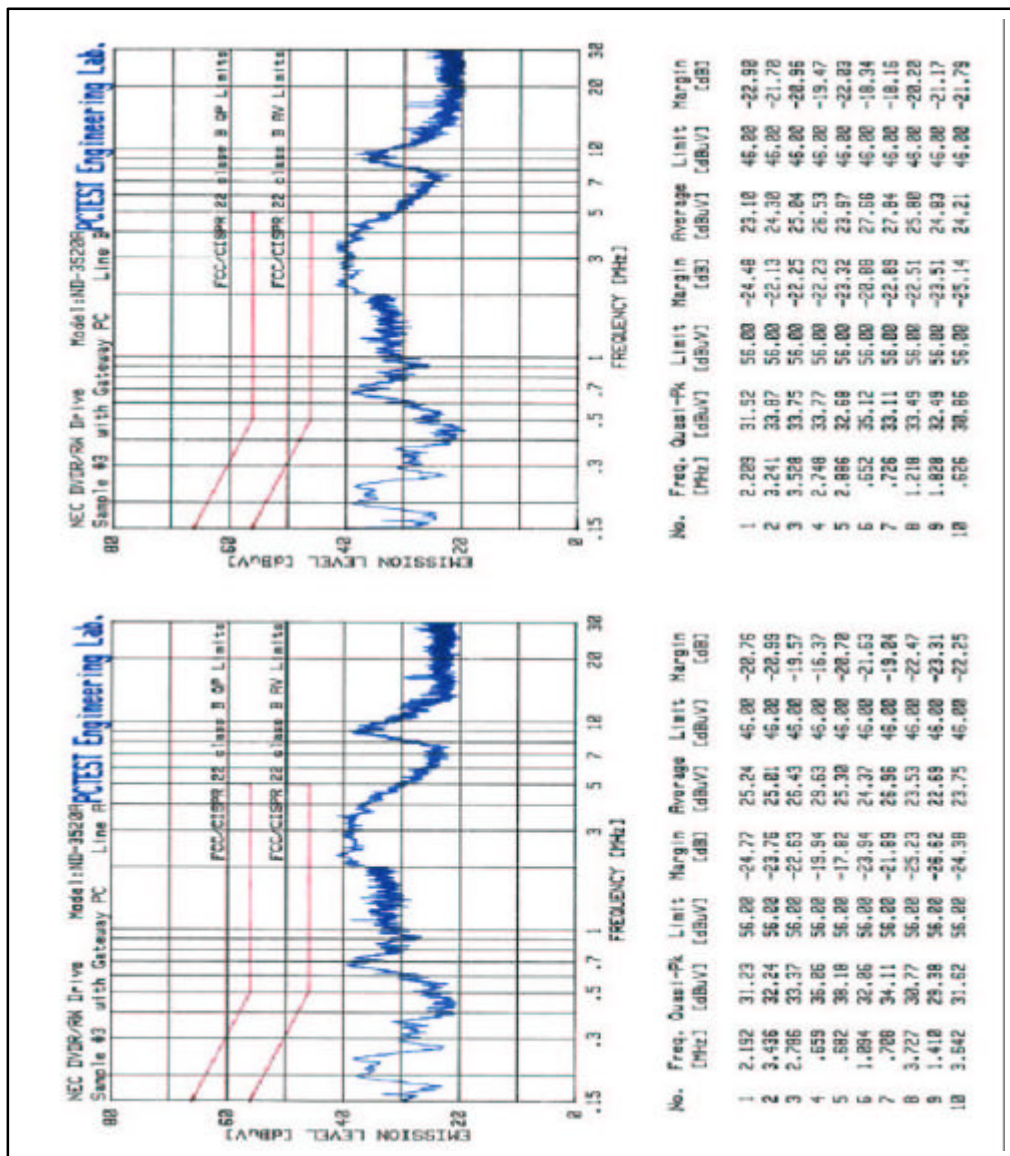 NEC DVDR/RW Drive Model:ND-3520A PCTEST Engineering Lab.
Sample #3 with Gateway PC Line A
80
60
40
20
0
EMISSION LEVEL [dBuV]
FCC/CISPR 22 class B QP Limits
FCC/CISPR 22 class B AV Limits
.15 .3 .5 .7 1 3 5 7 10 20 30
FREQUENCY [MHz]
No. Freq. Quasi-Pk Limit Margin Average Limit Margin
[MHz] [dBuV] [dBuV] [dB] [dBuV] [dBuV] [dB]
1 2.192 31.23 56.00 -24.77 25.24 46.00 -20.76
2 3.436 32.24 56.00 -23.76 25.01 46.00 -20.99
3 2.786 33.37 56.00 -22.63 26.43 46.00 -19.57
4 .659 36.06 56.00 -19.94 29.63 46.00 -16.37
5 .682 38.18 56.00 -17.82 25.30 46.00 -20.70
6 1.094 32.06 56.00 -23.94 24.37 46.00 -21.63
7 .708 34.11 56.00 -21.89 26.96 46.00 -19.04
8 3.727 30.77 56.00 -25.23 23.53 46.00 -22.47
9 1.410 29.38 56.00 -26.62 22.69 46.00 -23.31
10 3.642 31.62 56.00 -24.38 23.75 46.00 -22.25
NEC DVDR/RW Drive Model:ND-3520A PCTEST Engineering Lab.
Sample #3 with Gateway PC Line B
80
60
40
20
0
EMISSION LEVEL [dBuV]
FCC/CISPR 22 class B QP Limits
FCC/CISPR 22 class B AV Limits
.15 .3 .5 .7 1 3 5 7 10 20 30
FREQUENCY [MHz]
No. Freq. Quasi-Pk Limit Margin Average Limit Margin
[MHz] [dBuV] [dBuV] [dB] [dBuV] [dBuV] [dB]
1 2.209 31.52 56.00 -24.48 23.10 46.00 -22.90
2 3.241 33.87 56.00 -22.13 24.30 46.00 -21.70
3 3.528 33.75 56.00 -22.25 25.04 46.00 -20.96
4 2.748 33.77 56.00 -22.23 26.53 46.00 -19.47
5 2.886 32.68 56.00 -23.32 23.97 46.00 -22.03
6 .652 35.12 56.00 -20.88 27.66 46.00 -18.34
7 .726 33.11 56.00 -22.89 27.84 46.00 -18.16
8 1.218 33.49 56.00 -22.51 25.80 46.00 -20.20
9 1.828 32.49 56.00 -23.51 24.83 46.00 -21.17
10 .626 30.86 56.00 -25.14 24.21 46.00 -21.79